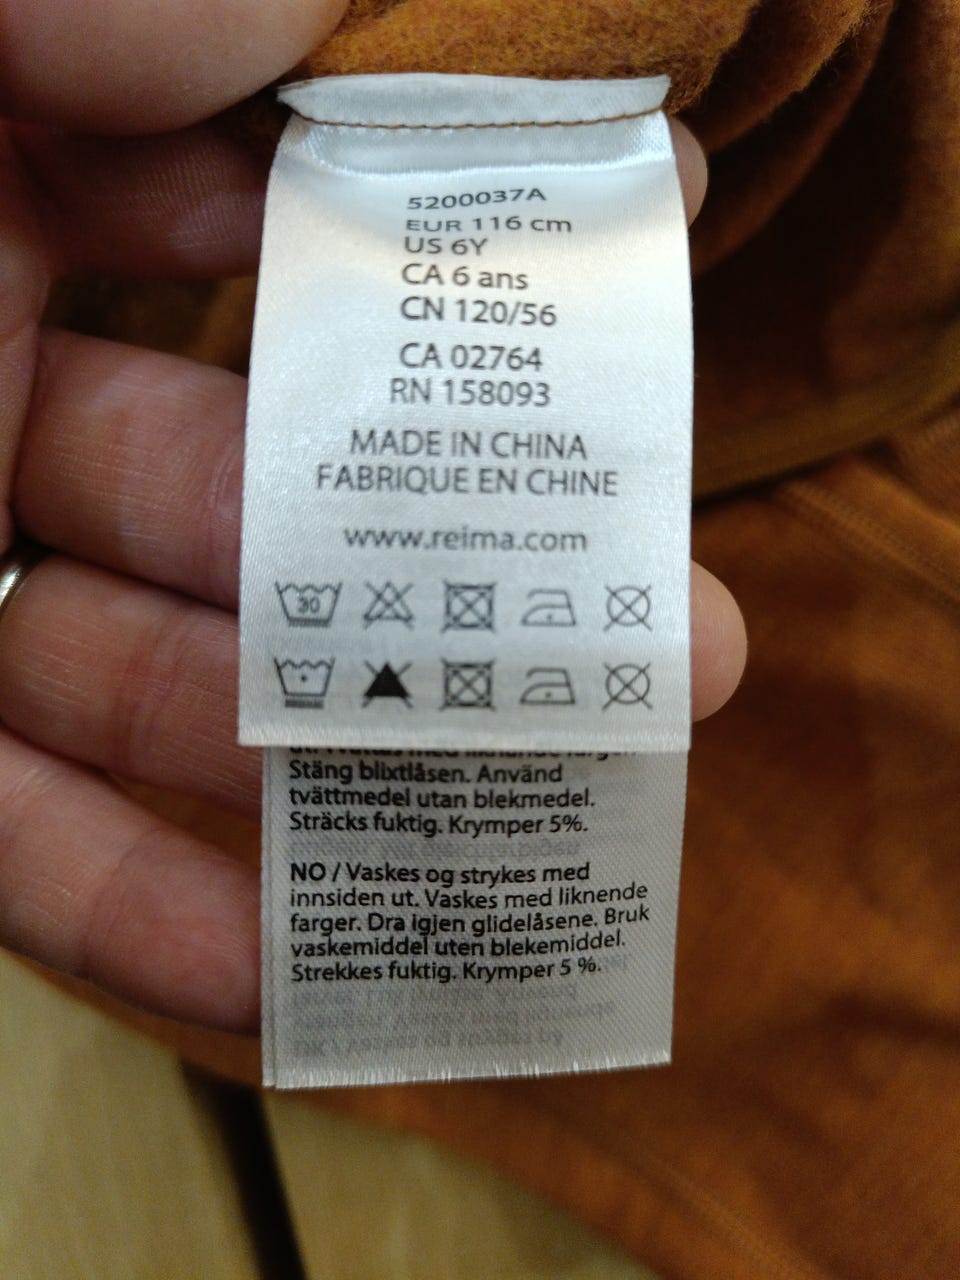 5200037A
EUR 116 cm
US 6Y
CA 6 ans
CN 120/56
CA 02764
RN 158093
MADE IN CHINA
FABRIQUE EN CHINE
www.reima.com
30
Stäng blixtlåsen. Använd
tvättmedel utan blekmedel.
Sträcks fuktig. Krymper 5%.
NO / Vaskes og strykes med
innsiden ut. Vaskes med liknende
farger. Dra igjen glidelåsene. Bruk
vaskemiddel uten blekemiddel.
Strekkes fuktig. Krymper 5 %.